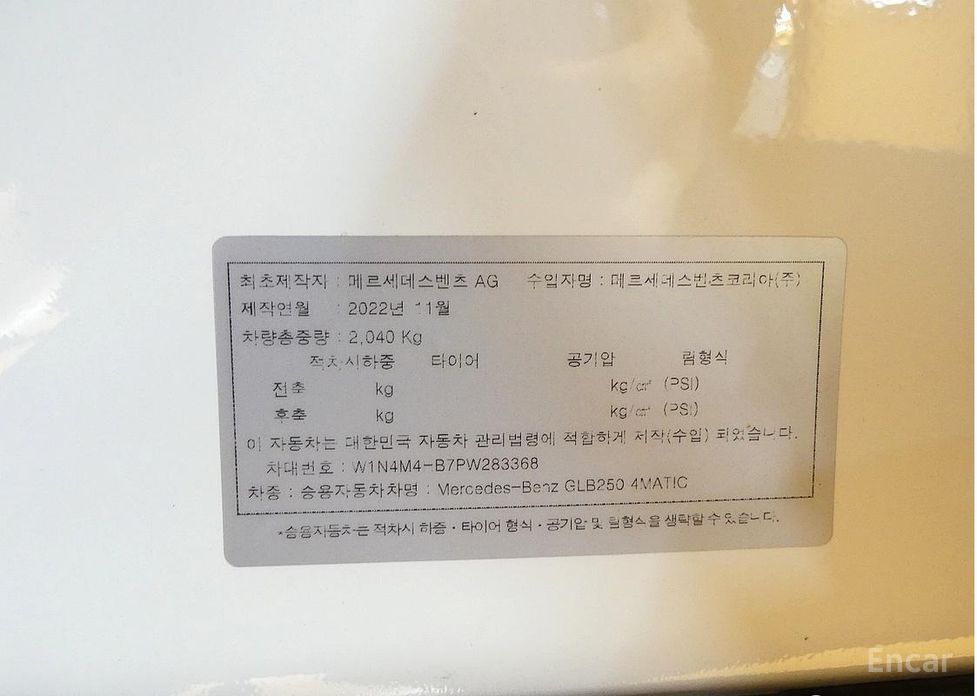 최초제작자 : 메르세데스벤츠 AG 수입자명 : 메르세데스벤츠코리아(주)
제작연월 : 2022년 11월
차량총중량 : 2,040 Kg
적차시하중 타이어 공기압 림형식
전축 kg kg/㎠ (PSI)
후축 kg kg/㎠ (PSI)
이 자동차는 대한민국 자동차 관리법령에 적합하게 제작(수입) 되었습니다.
차대번호 : W1N4M4-B7PW283368
차종 : 승용자동차차명 : Mercedes-Benz GLB250 4MATIC
*승용자동차는 적차시 하중·타이어 형식·공기압 및 림형식을 생략할 수 있습니다.
Encar